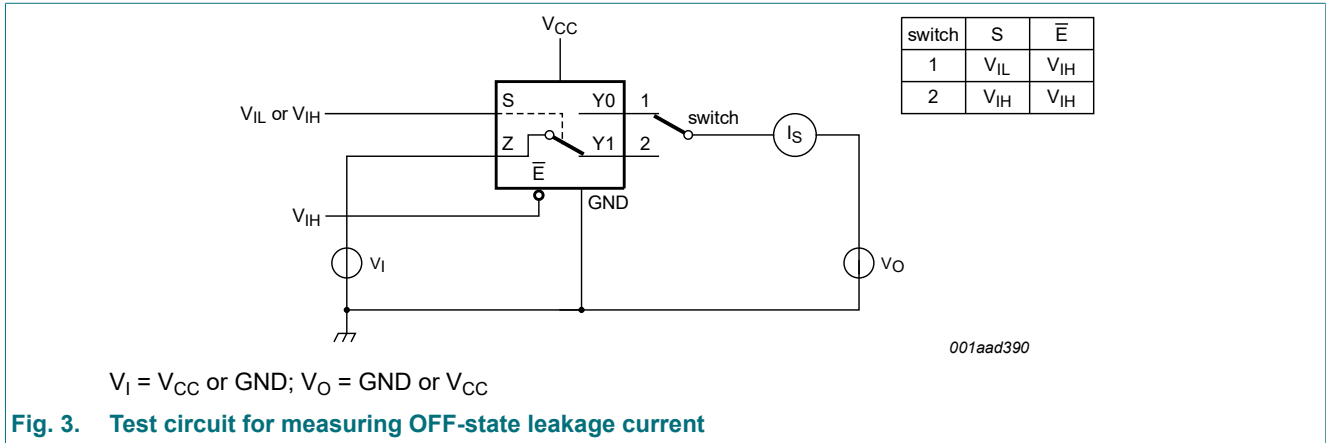 VCC
switch S E̅
1 VIL VIH
2 VIH VIH
VIL or VIH
S Y0 1
switch
IS
Z Y1 2
E̅
GND
VIH
VI
VO
001aad390
VI = VCC or GND; VO = GND or VCC
Fig. 3. Test circuit for measuring OFF-state leakage current